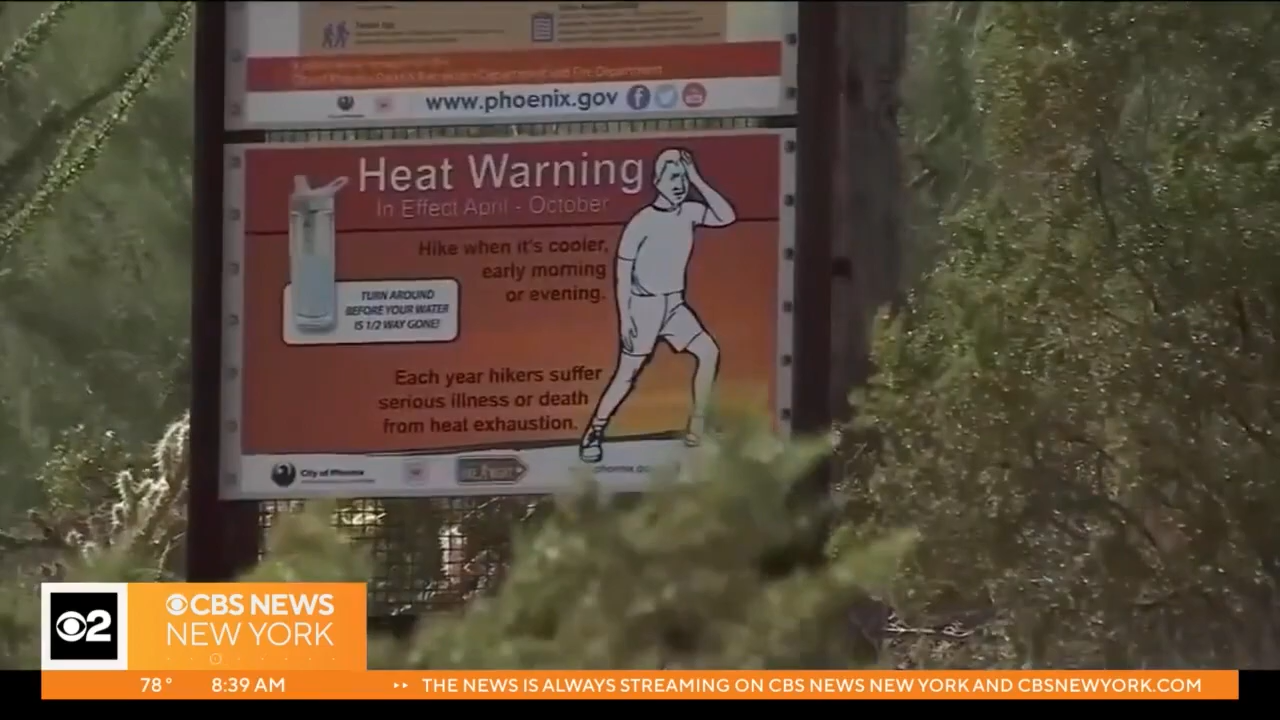 www.phoenix.gov
Heat Warning
In Effect April - October
Hike when it's cooler,
early morning
or evening.
TURN AROUND
BEFORE YOUR WATER
IS 1/2 WAY GONE!
Each year hikers suffer
serious illness or death
from heat exhaustion.
City of Phoenix
2
CBS NEWS
NEW YORK
78°
8:39 AM
THE NEWS IS ALWAYS STREAMING ON CBS NEWS NEW YORK AND CBSNEWYORK.COM